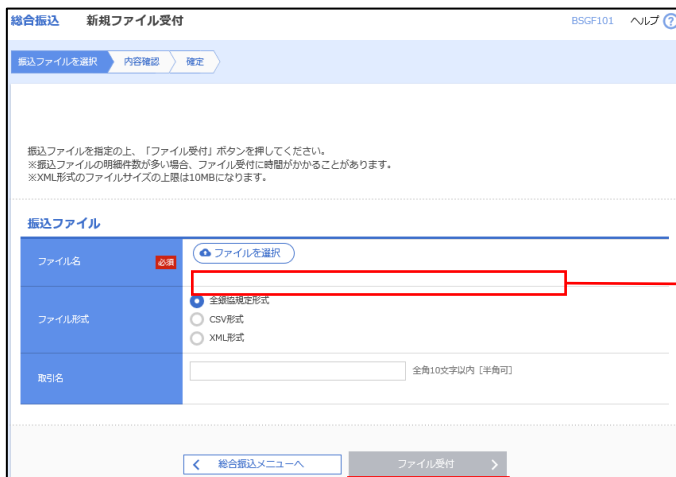 総合振込 新規ファイル受付 BSGF101 ヘルプ ?
振込ファイルを選択 内容確認 確定
振込ファイルを指定の上、「ファイル受付」ボタンを押してください。
※振込ファイルの明細件数が多い場合、ファイル受付に時間がかかることがあります。
※XML形式のファイルサイズの上限は10MBになります。
振込ファイル
ファイル名 必須 ファイルを選択
ファイル形式
全銀協規定形式
CSV形式
XML形式
取引名 全角10文字以内［半角可］
総合振込メニューへ ファイル受付